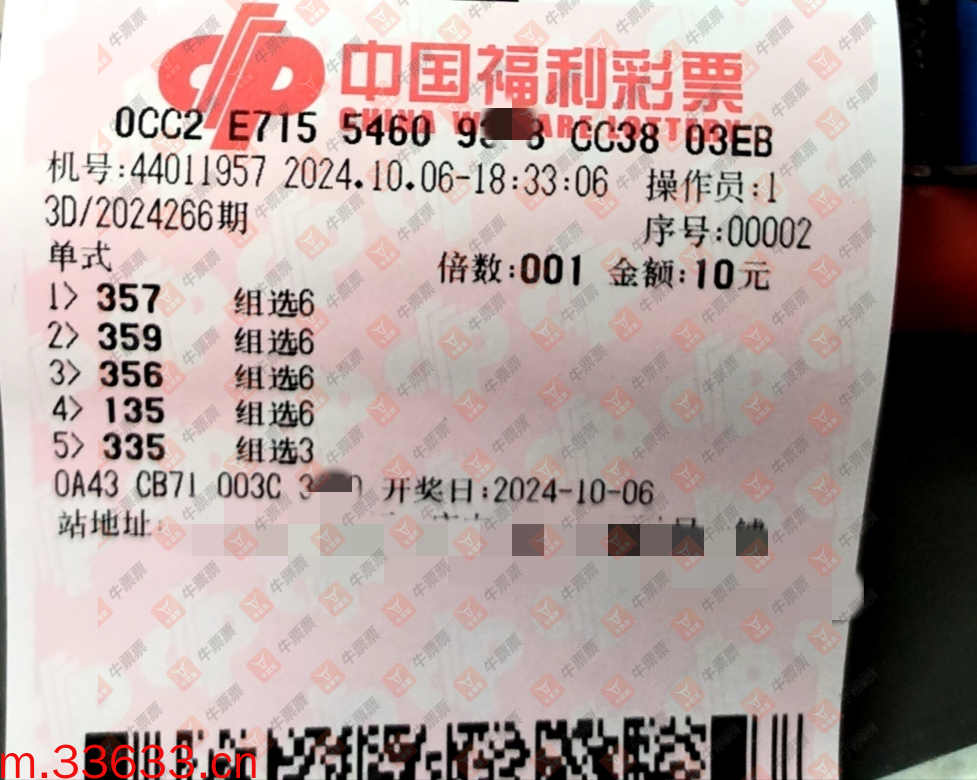 中国福利彩票
CHINA WELFARE LOTTERY
0CC2 E715 5460 CC38 03EB
机号:44011957 2024.10.06-18:33:06 操作员:1
3D/2024266期 序号:00002
单式 倍数:001 金额:10元
1> 357 组选6
2> 359 组选6
3> 356 组选6
4> 135 组选6
5> 335 组选3
0A43 CB71 003C 开奖日:2024-10-06
站地址:
m.33633.cn
牛票票